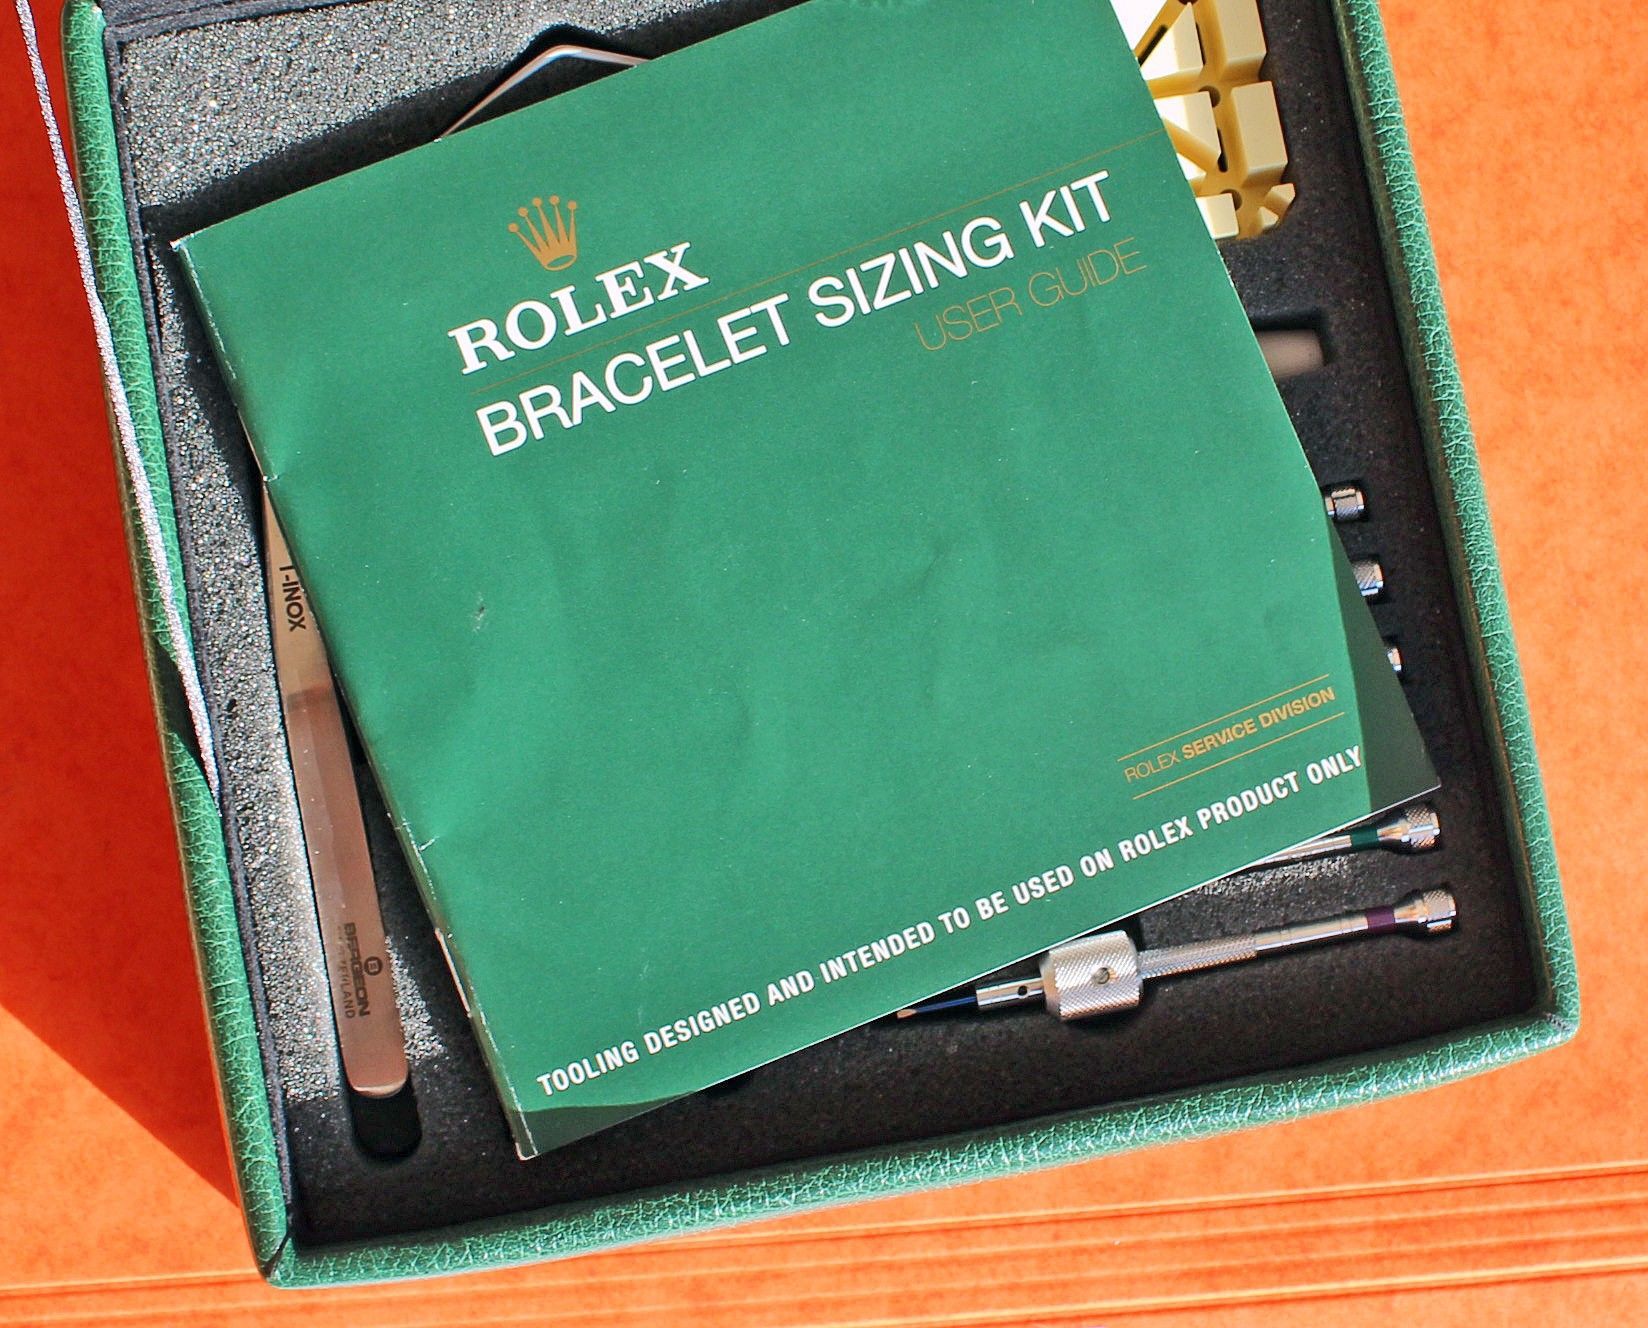 ROLEX
BRACELET SIZING KIT
USER GUIDE
ROLEX SERVICE DIVISION
TOOLING DESIGNED AND INTENDED TO BE USED ON ROLEX PRODUCT ONLY
I-INOX
BERGEON